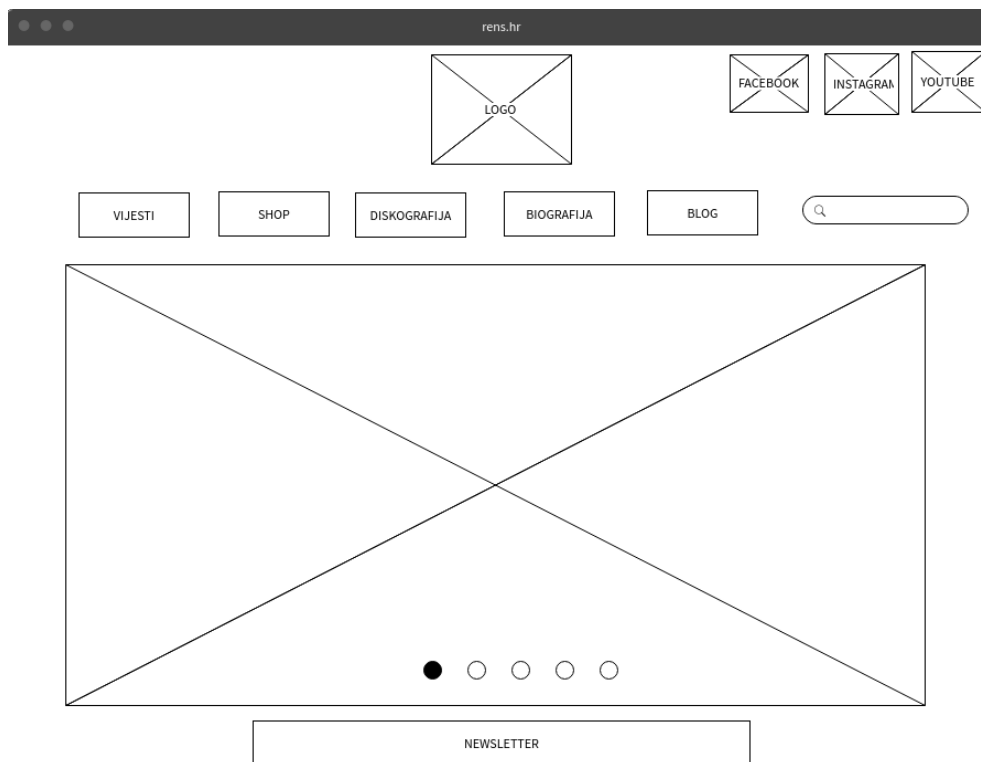 rens.hr
LOGO
FACEBOOK
INSTAGRAM
YOUTUBE
VIJESTI
SHOP
DISKOGRAFIJA
BIOGRAFIJA
BLOG
NEWSLETTER